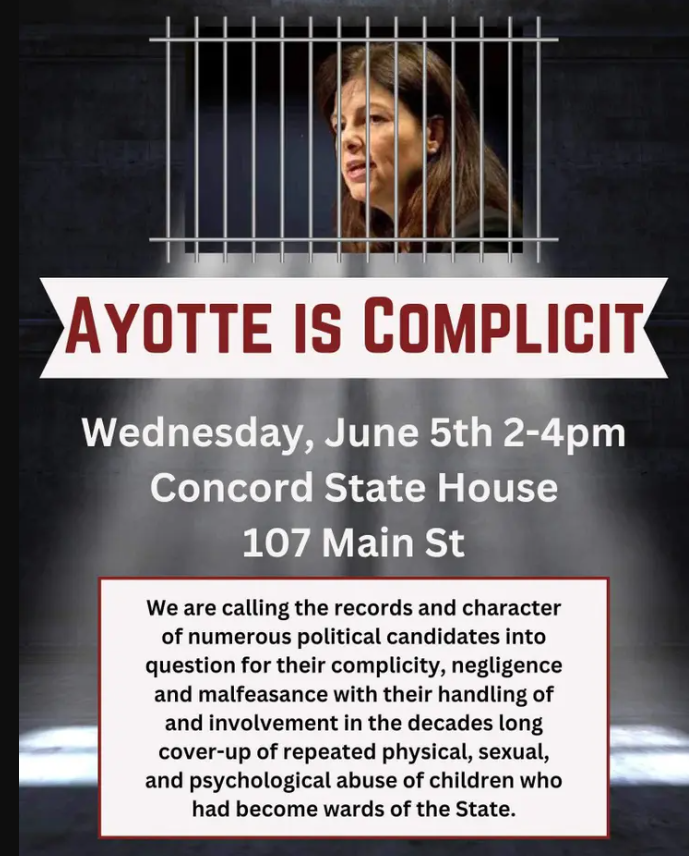 Ayotte is Complicit
Wednesday, June 5th 2-4pm
Concord State House
107 Main St
We are calling the records and character
of numerous political candidates into
question for their complicity, negligence
and malfeasance with their handling of
and involvement in the decades long
cover-up of repeated physical, sexual,
and psychological abuse of children who
had become wards of the State.